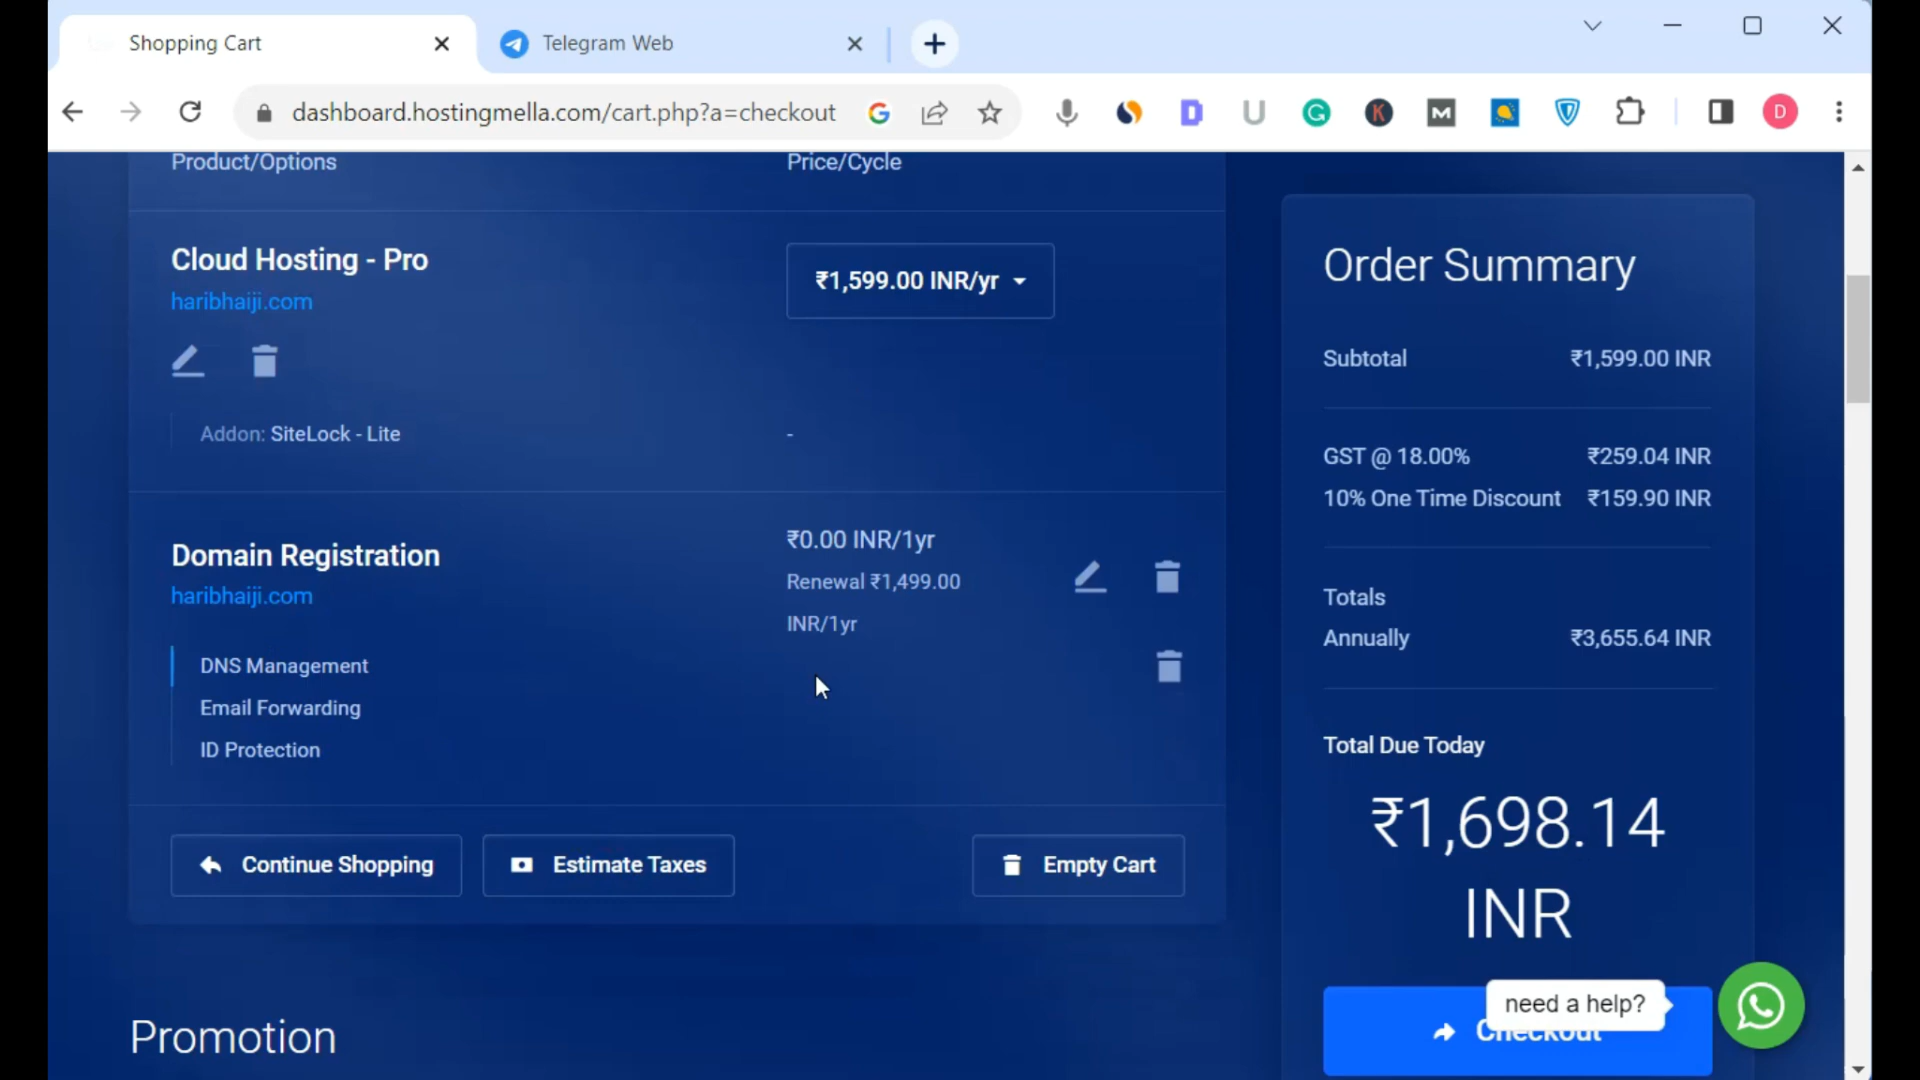 Shopping Cart
Telegram Web
dashboard.hostingmella.com/cart.php?a=checkout
D
U
G
K
M
D
Product/Options
Price/Cycle
Cloud Hosting - Pro
₹1,599.00 INR/yr
haribhaiji.com
Addon: SiteLock - Lite
-
Domain Registration
₹0.00 INR/1yr
haribhaiji.com
Renewal ₹1,499.00
INR/1yr
DNS Management
Email Forwarding
ID Protection
Continue Shopping
Estimate Taxes
Empty Cart
Promotion
Order Summary
Subtotal ₹1,599.00 INR
GST @ 18.00% ₹259.04 INR
10% One Time Discount ₹159.90 INR
Totals
Annually ₹3,655.64 INR
Total Due Today
₹1,698.14
INR
need a help?
Checkout